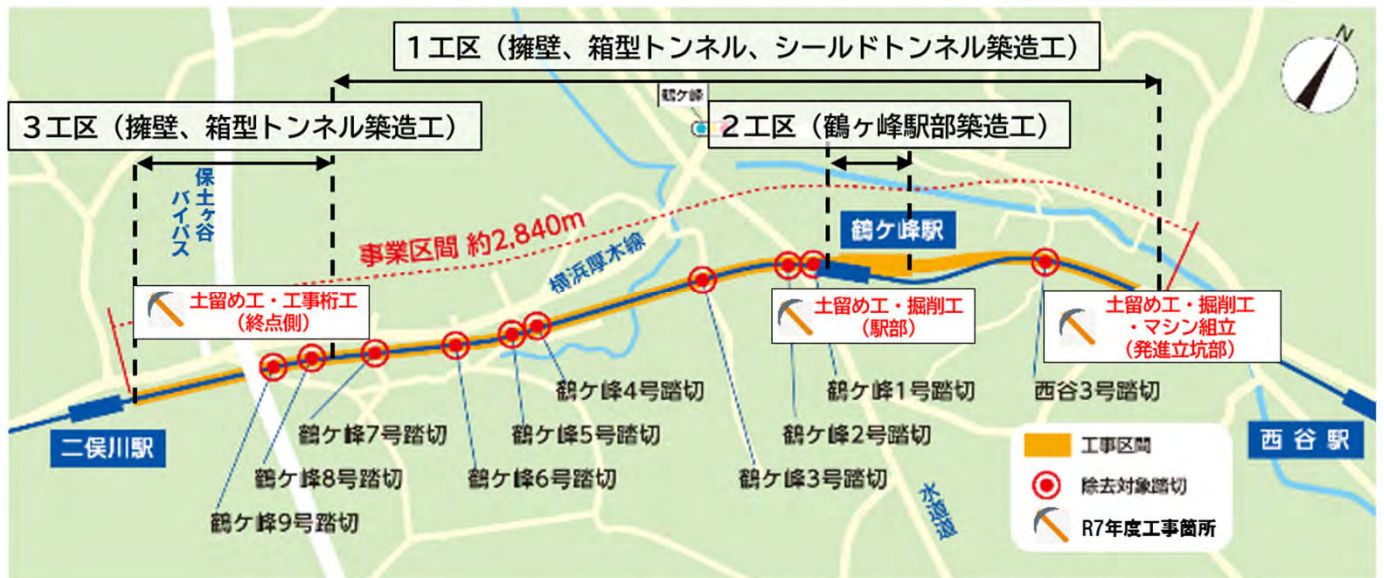 1工区（擁壁、箱型トンネル、シールドトンネル築造工）
N
鶴ケ峰
3工区（擁壁、箱型トンネル築造工）
2工区（鶴ヶ峰駅部築造工）
保土ヶ谷
バイパス
事業区間 約2,840m
横浜厚木線
鶴ケ峰駅
土留め工・工事桁工
（終点側）
土留め工・掘削工
（駅部）
土留め工・掘削工
・マシン組立
（発進立坑部）
鶴ケ峰4号踏切
鶴ケ峰1号踏切
西谷3号踏切
鶴ケ峰7号踏切
鶴ケ峰5号踏切
鶴ケ峰2号踏切
二俣川駅
西谷駅
鶴ケ峰8号踏切
鶴ケ峰6号踏切
鶴ケ峰3号踏切
鶴ケ峰9号踏切
水道道
工事区間
除去対象踏切
R7年度工事箇所